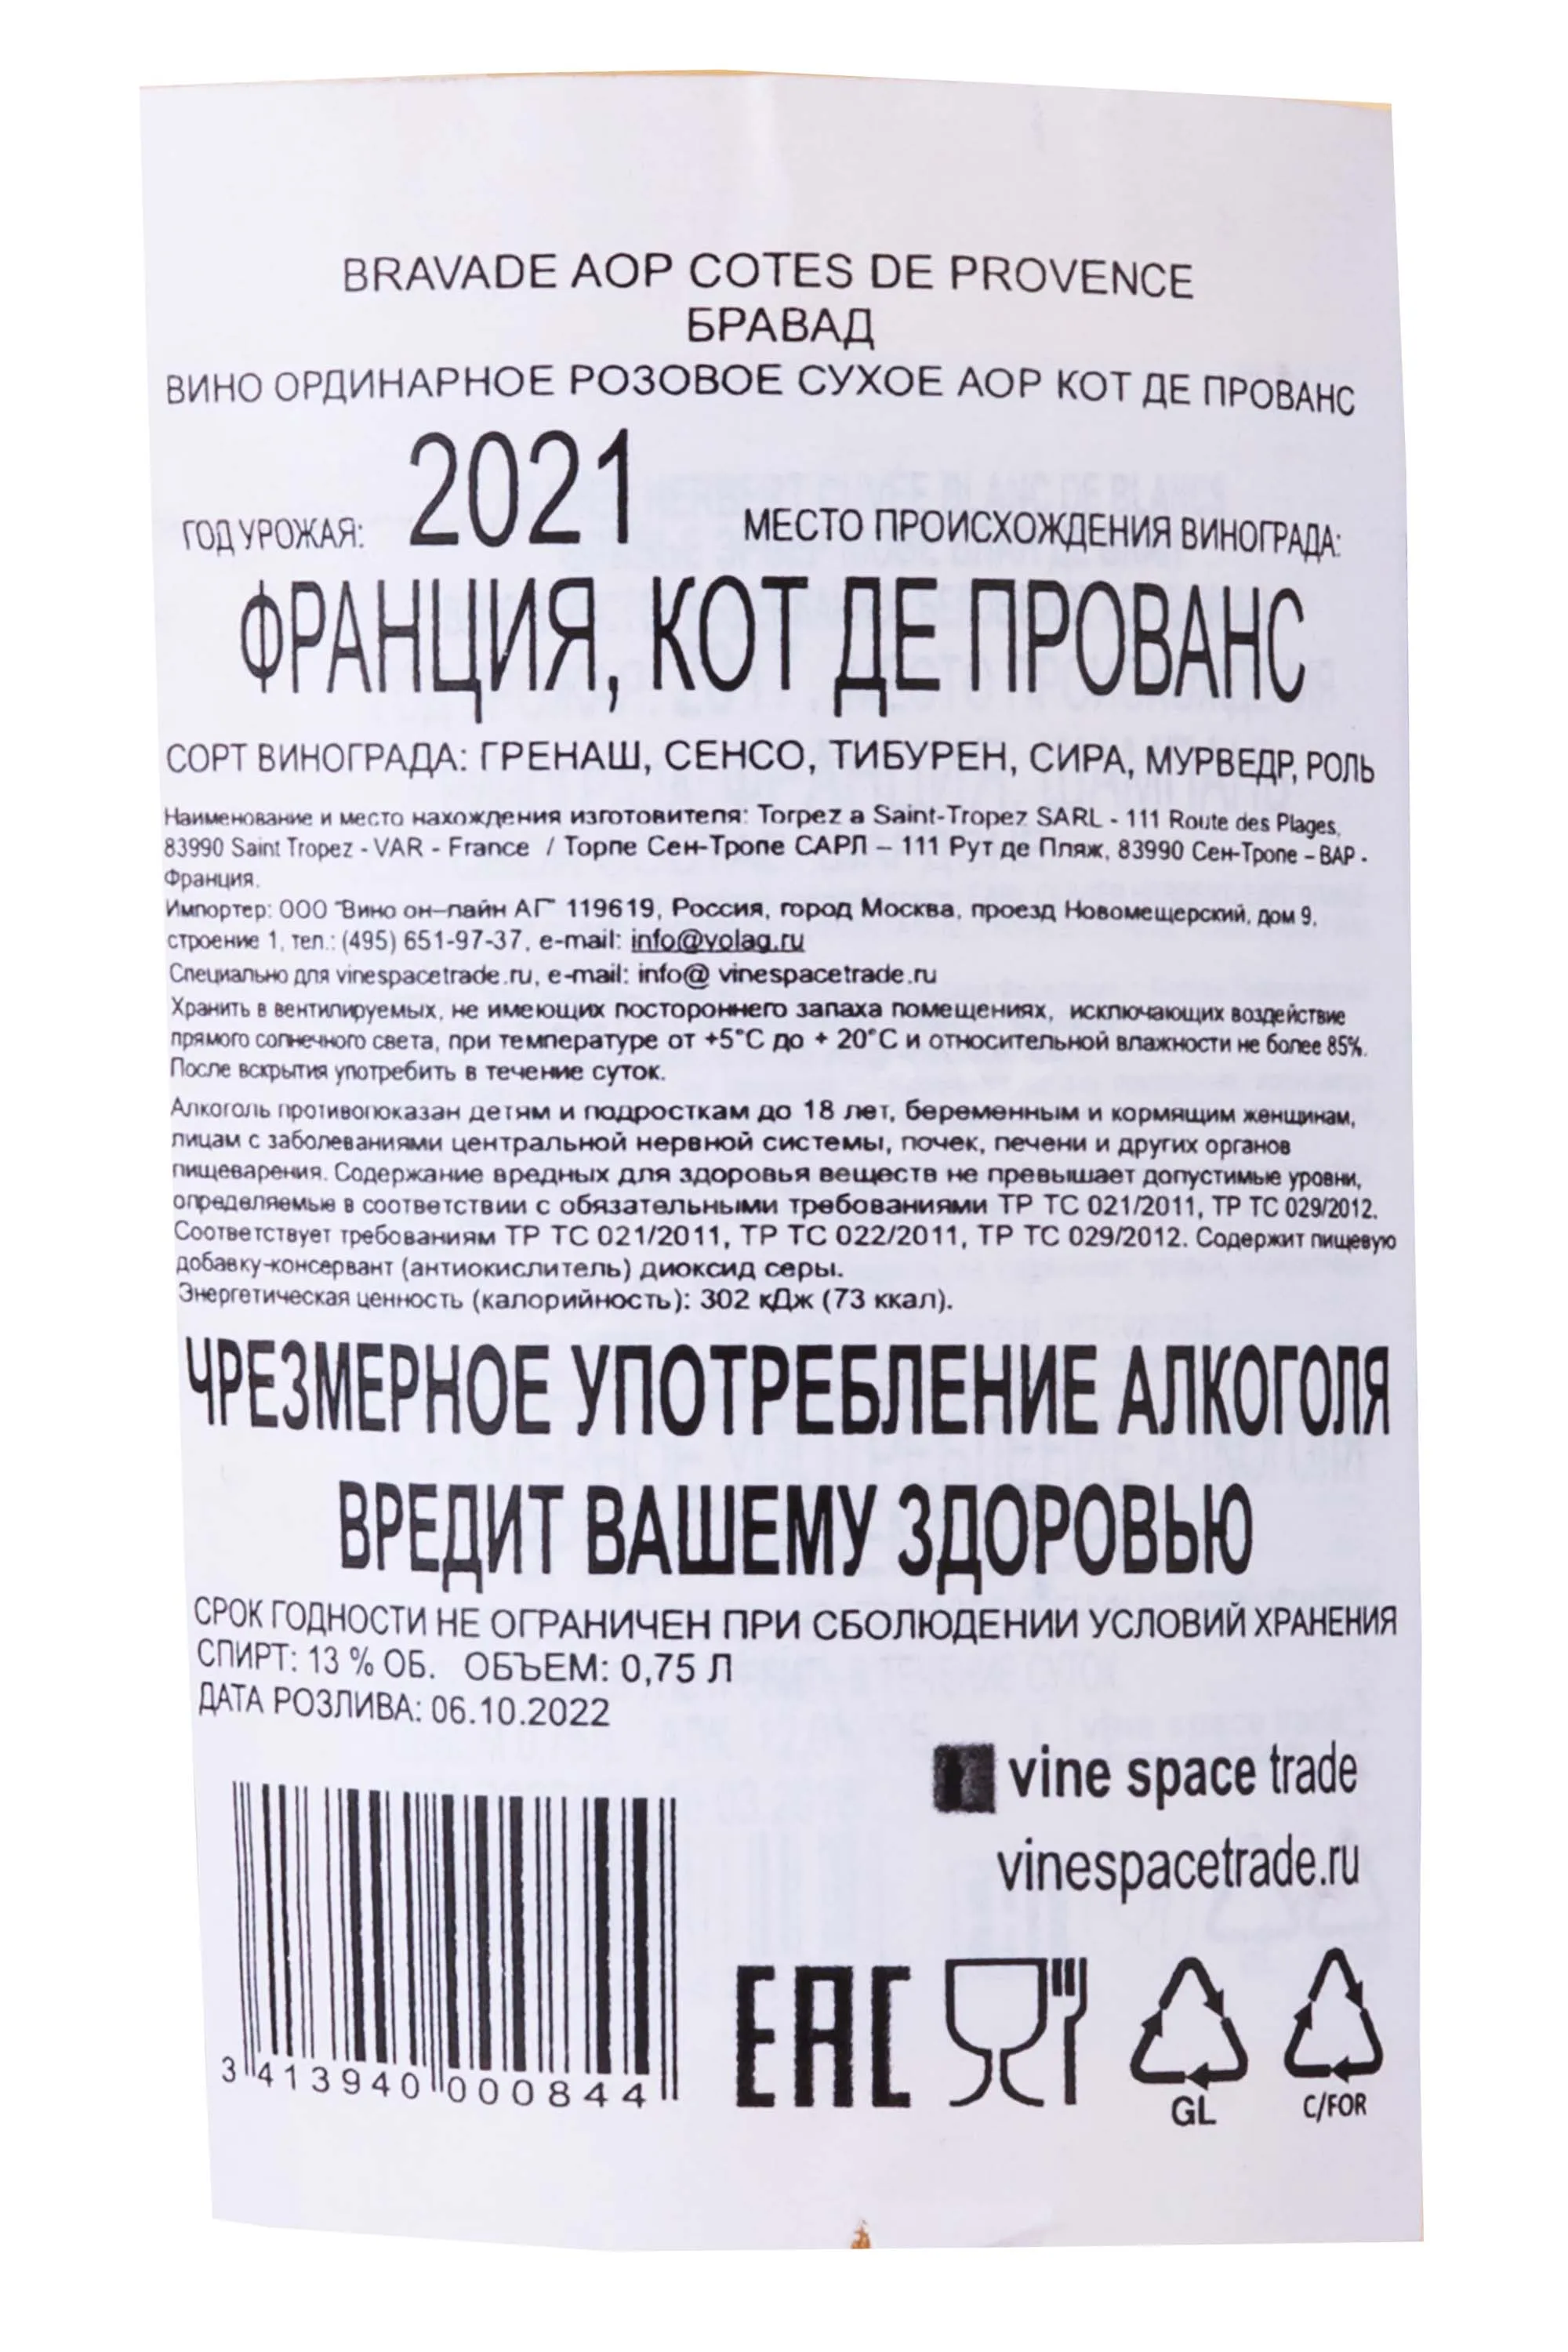 BRAVADE AOP COTES DE PROVENCE
БРАВАД
ВИНО ОРДИНАРНОЕ РОЗОВОЕ СУХОЕ АОР КОТ ДЕ ПРОВАНС
ГОД УРОЖАЯ: 2021 МЕСТО ПРОИСХОЖДЕНИЯ ВИНОГРАДА:
ФРАНЦИЯ, КОТ ДЕ ПРОВАНС
СОРТ ВИНОГРАДА: ГРЕНАШ, СЕНСО, ТИБУРЕН, СИРА, МУРВЕДР, РОЛЬ
Наименование и место нахождения изготовителя: Torpez a Saint-Tropez SARL - 111 Route des Plages,
83990 Saint Tropez - VAR - France / Торпе Сен-Тропе САРЛ – 111 Рут де Пляж, 83990 Сен-Тропе – ВАР -
Франция.
Импортер: ООО "Вино он–лайн АГ" 119619, Россия, город Москва, проезд Новомещерский, дом 9,
строение 1, тел.: (495) 651-97-37, e-mail: info@volag.ru
Специально для vinespacetrade.ru, e-mail: info@ vinespacetrade.ru
Хранить в вентилируемых, не имеющих постороннего запаха помещениях, исключающих воздействие
прямого солнечного света, при температуре от +5°С до + 20°С и относительной влажности не более 85%.
После вскрытия употребить в течение суток.
Алкоголь противопоказан детям и подросткам до 18 лет, беременным и кормящим женщинам,
лицам с заболеваниями центральной нервной системы, почек, печени и других органов
пищеварения. Содержание вредных для здоровья веществ не превышает допустимые уровни,
определяемые в соответствии с обязательными требованиями ТР ТС 021/2011, ТР ТС 029/2012.
Соответствует требованиям ТР ТС 021/2011, ТР ТС 022/2011, ТР ТС 029/2012. Содержит пищевую
добавку-консервант (антиокислитель) диоксид серы.
Энергетическая ценность (калорийность): 302 кДж (73 ккал).
ЧРЕЗМЕРНОЕ УПОТРЕБЛЕНИЕ АЛКОГОЛЯ
ВРЕДИТ ВАШЕМУ ЗДОРОВЬЮ
СРОК ГОДНОСТИ НЕ ОГРАНИЧЕН ПРИ СБОЛЮДЕНИИ УСЛОВИЙ ХРАНЕНИЯ
СПИРТ: 13 % ОБ. ОБЪЕМ: 0,75 Л
ДАТА РОЗЛИВА: 06.10.2022
vine space trade
vinespacetrade.ru
3 413940 000844
EAC
GL
C/FOR